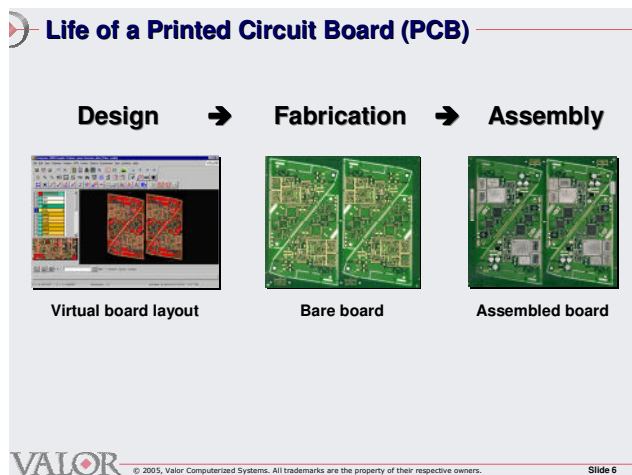 Life of a Printed Circuit Board (PCB)
Design → Fabrication → Assembly
Virtual board layout Bare board Assembled board
VALOR © 2005, Valor Computerized Systems. All trademarks are the property of their respective owners. Slide 6